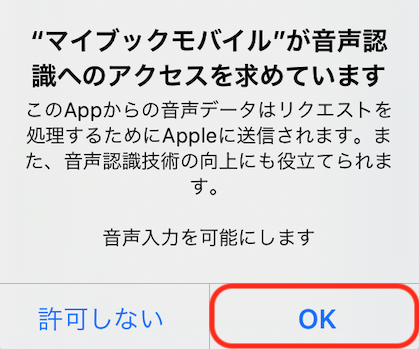 “マイブックモバイル”が音声認
識へのアクセスを求めています
このAppからの音声データはリクエストを
処理するためにAppleに送信されます。ま
た、音声認識技術の向上にも役立てられま
す。
音声入力を可能にします
許可しない
OK